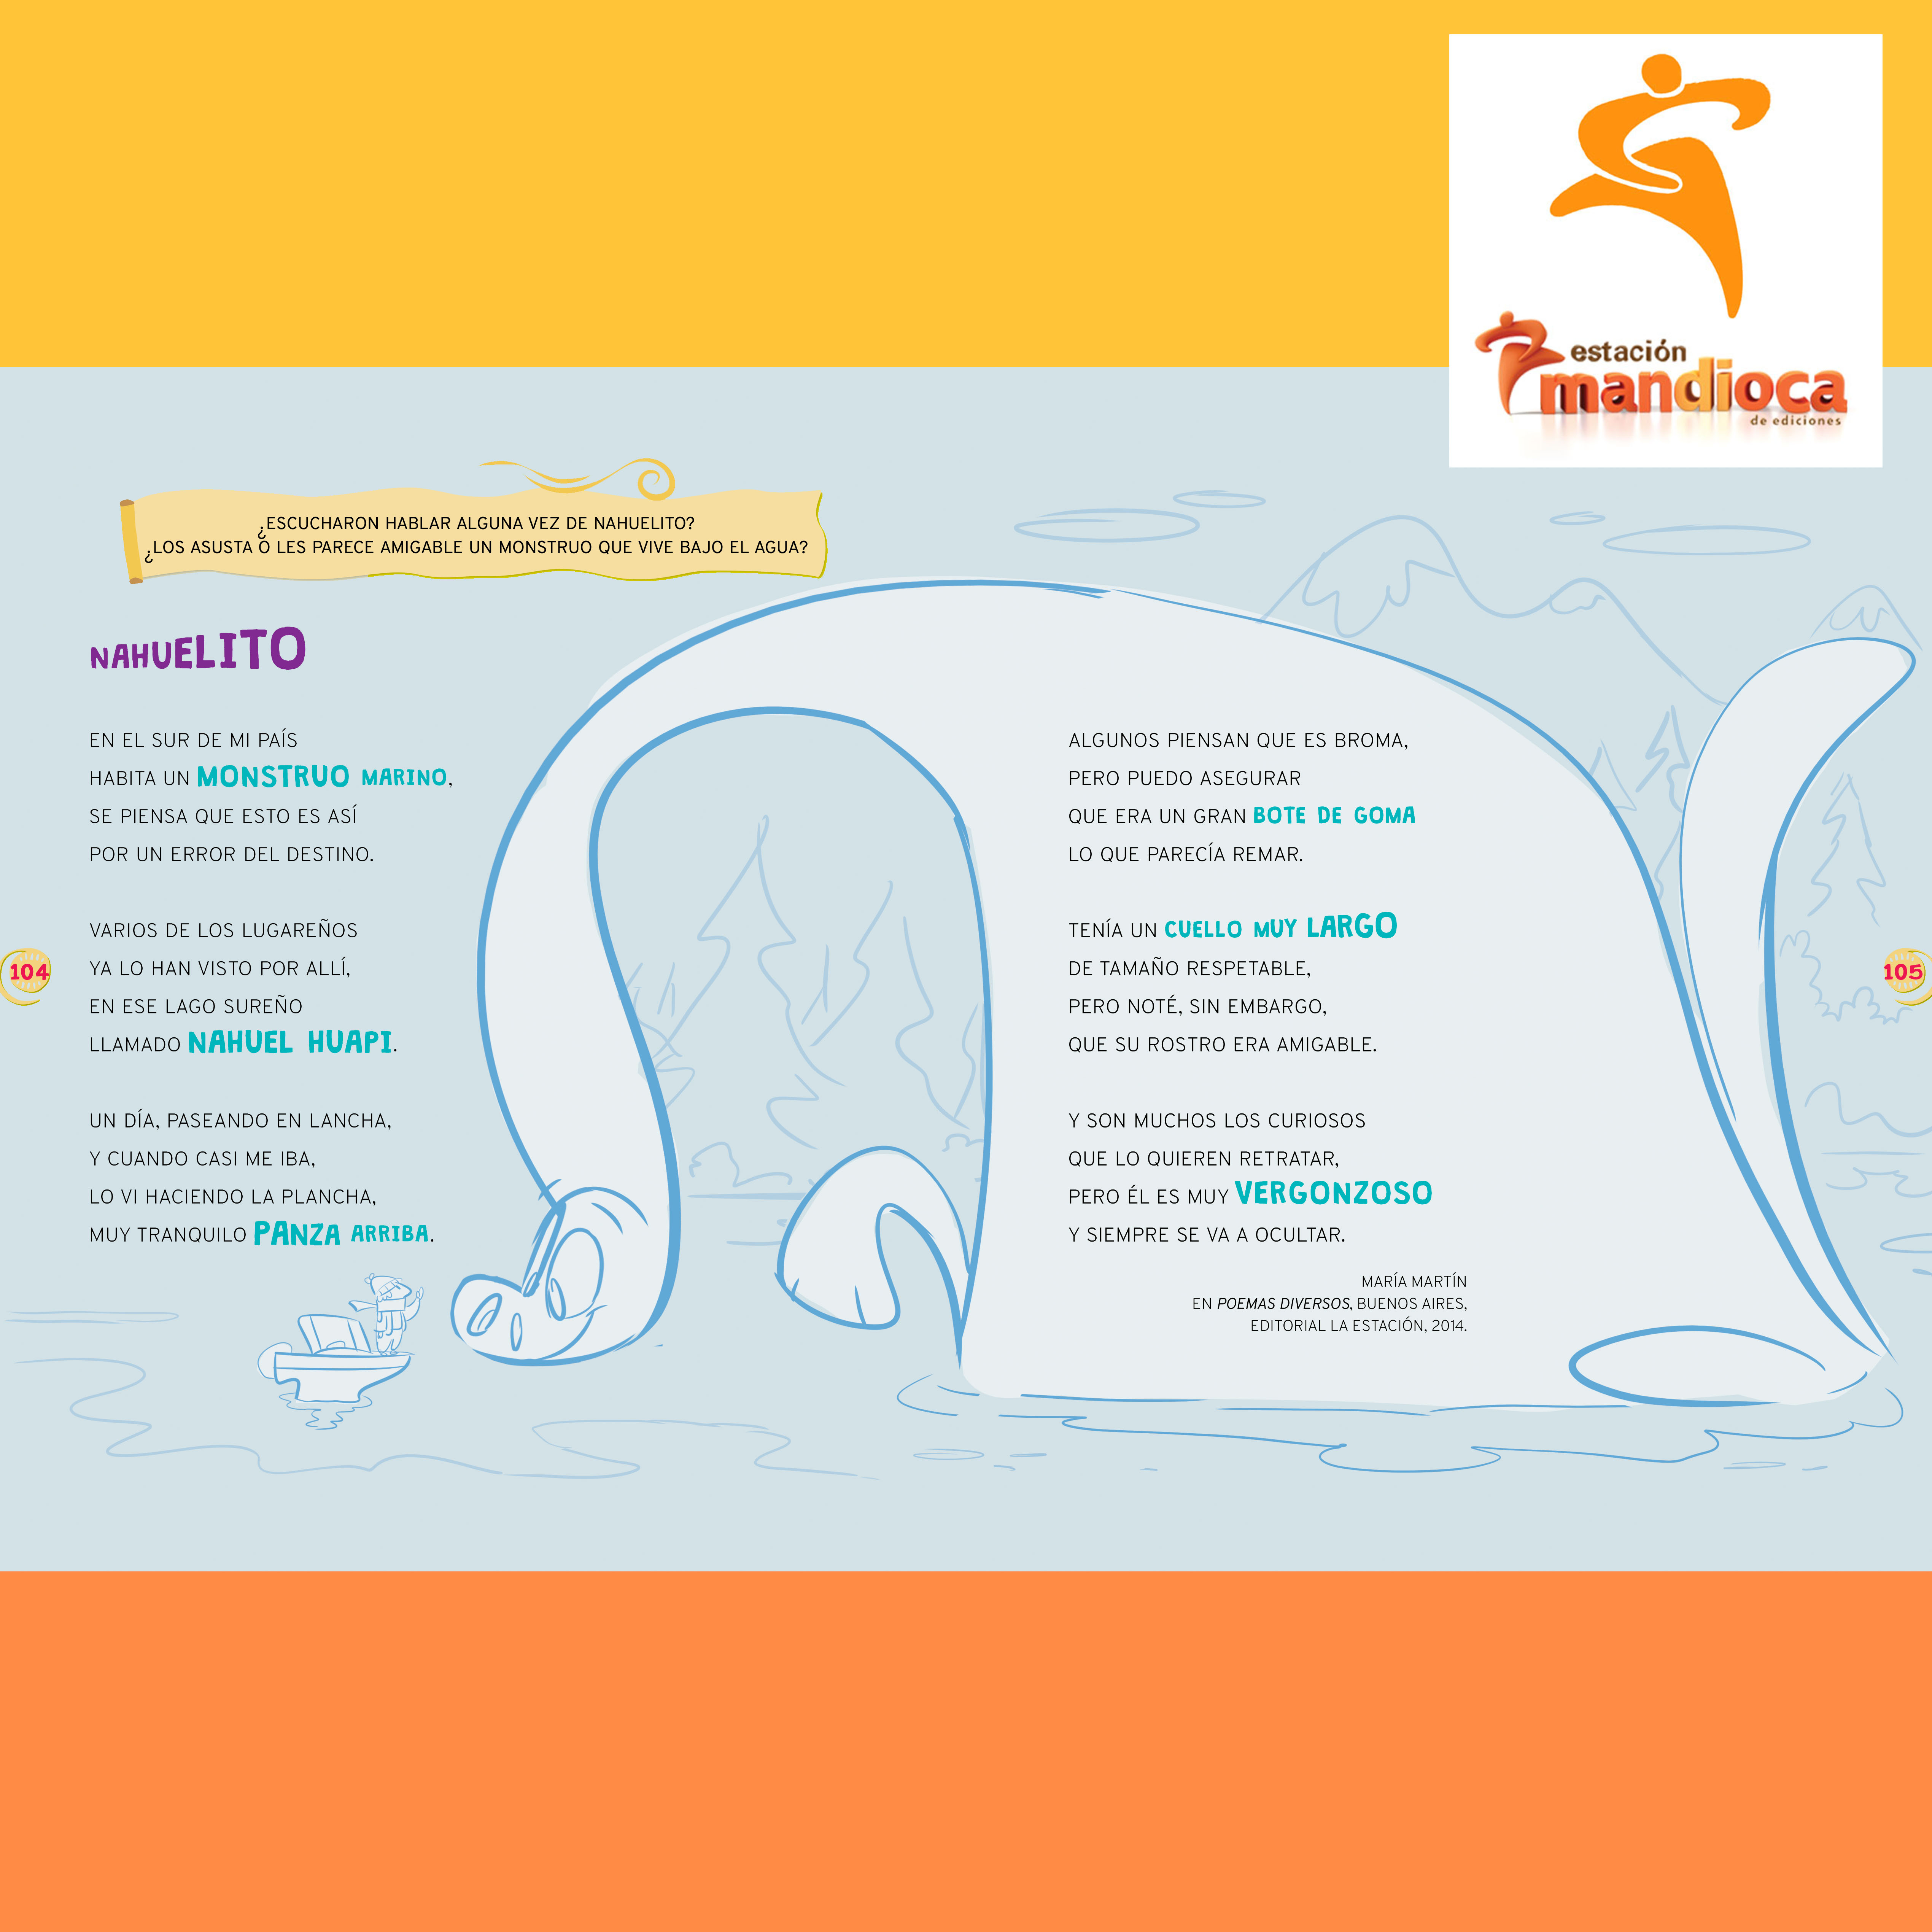 estación
mandioca
de ediciones
¿ESCUCHARON HABLAR ALGUNA VEZ DE NAHUELITO?
¿LOS ASUSTA O LES PARECE AMIGABLE UN MONSTRUO QUE VIVE BAJO EL AGUA?
NAHUELITO
EN EL SUR DE MI PAÍS
HABITA UN MONSTRUO MARINO,
SE PIENSA QUE ESTO ES ASÍ
POR UN ERROR DEL DESTINO.
VARIOS DE LOS LUGAREÑOS
YA LO HAN VISTO POR ALLÍ,
EN ESE LAGO SUREÑO
LLAMADO NAHUEL HUAPI.
UN DÍA, PASEANDO EN LANCHA,
Y CUANDO CASI ME IBA,
LO VI HACIENDO LA PLANCHA,
MUY TRANQUILO PANZA ARRIBA.
104
ALGUNOS PIENSAN QUE ES BROMA,
PERO PUEDO ASEGURAR
QUE ERA UN GRAN BOTE DE GOMA
LO QUE PARECÍA REMAR.
TENÍA UN CUELLO MUY LARGO
DE TAMAÑO RESPETABLE,
PERO NOTÉ, SIN EMBARGO,
QUE SU ROSTRO ERA AMIGABLE.
Y SON MUCHOS LOS CURIOSOS
QUE LO QUIEREN RETRATAR,
PERO ÉL ES MUY VERGONZOSO
Y SIEMPRE SE VA A OCULTAR.
MARÍA MARTÍN
EN POEMAS DIVERSOS, BUENOS AIRES,
EDITORIAL LA ESTACIÓN, 2014.
105